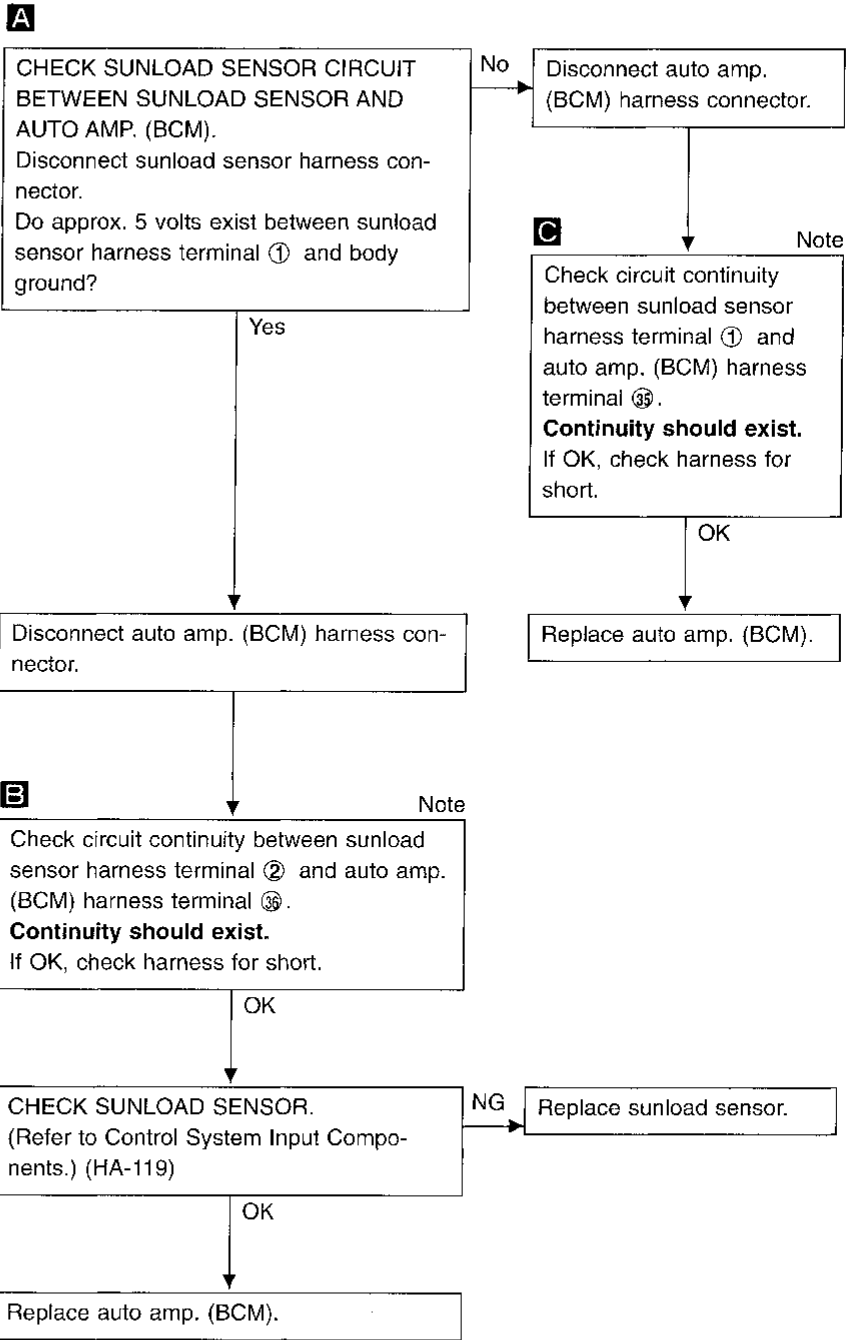 A
CHECK SUNLOAD SENSOR CIRCUIT
BETWEEN SUNLOAD SENSOR AND
AUTO AMP. (BCM).
Disconnect sunload sensor harness con-
nector.
Do approx. 5 volts exist between sunload
sensor harness terminal ① and body
ground?
No
Disconnect auto amp.
(BCM) harness connector.
Yes
C
Note
Check circuit continuity
between sunload sensor
harness terminal ① and
auto amp. (BCM) harness
terminal ㉟.
Continuity should exist.
If OK, check harness for
short.
OK
Replace auto amp. (BCM).
Disconnect auto amp. (BCM) harness con-
nector.
B
Note
Check circuit continuity between sunload
sensor harness terminal ② and auto amp.
(BCM) harness terminal ㊱.
Continuity should exist.
If OK, check harness for short.
OK
CHECK SUNLOAD SENSOR.
(Refer to Control System Input Compo-
nents.) (HA-119)
NG
Replace sunload sensor.
OK
Replace auto amp. (BCM).